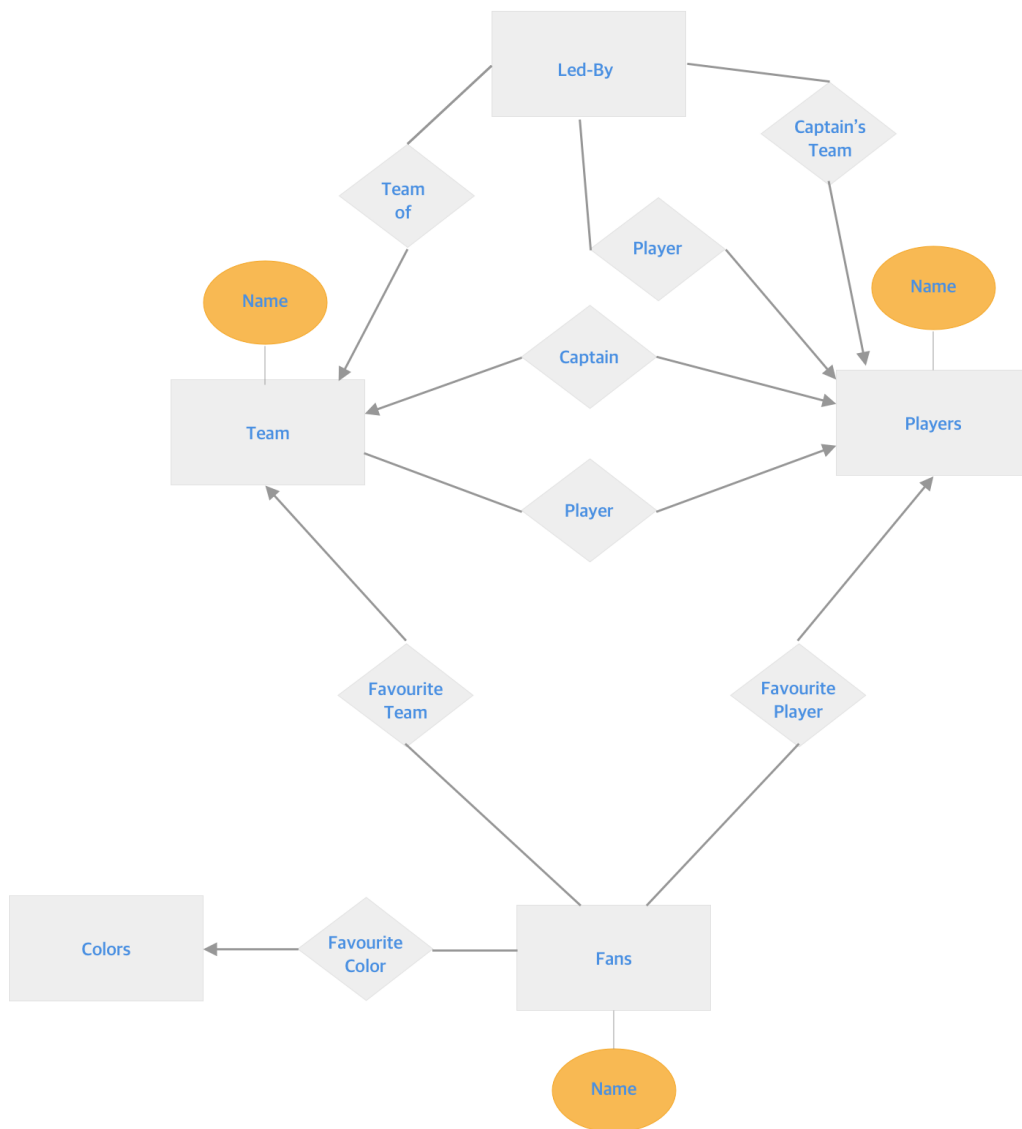 Led-By
Captain's
Team
Team
of
Player
Name
Name
Captain
Players
Team
Player
Favourite
Team
Favourite
Player
Colors
Favourite
Color
Fans
Name